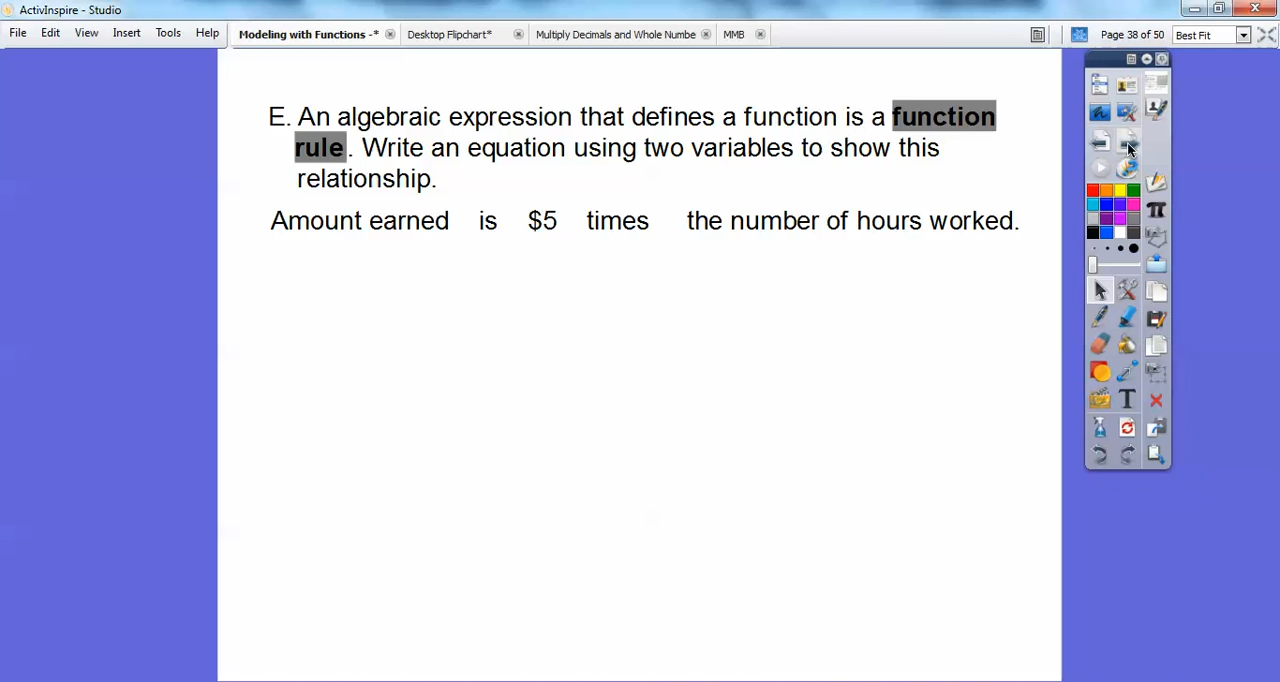 ActivInspire - Studio
File Edit View Insert Tools Help
Modeling with Functions -* Desktop Flipchart* Multiply Decimals and Whole Numbe MMB
Page 38 of 50 Best Fit
E. An algebraic expression that defines a function is a function
rule. Write an equation using two variables to show this
relationship.
Amount earned is $5 times the number of hours worked.